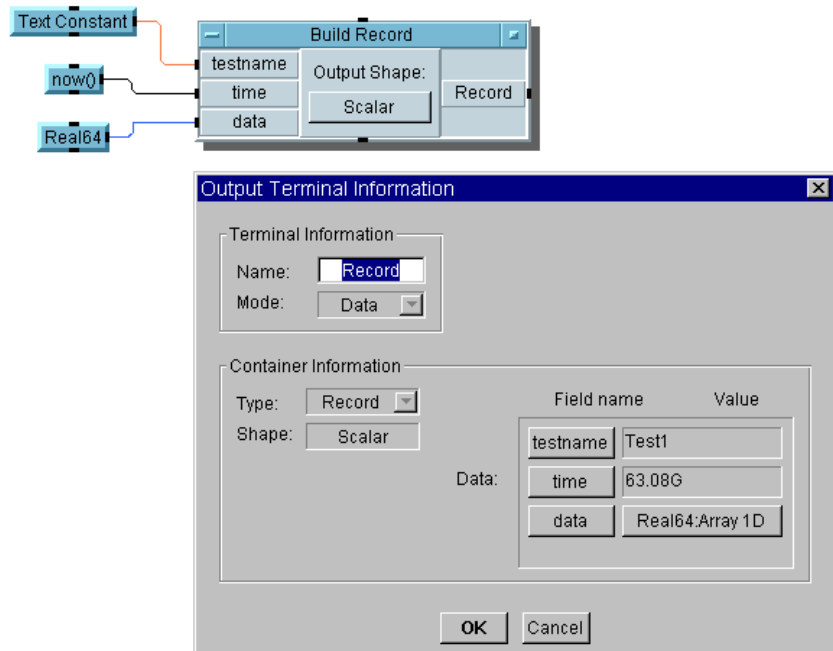 Text Constant
Build Record
testname
Output Shape:
now()
time
Record
Scalar
data
Real64
Output Terminal Information
Terminal Information
Name: Record
Mode: Data
Container Information
Type: Record
Field name Value
Shape: Scalar
testname Test1
Data:
time 63.08G
data Real64:Array 1D
OK Cancel